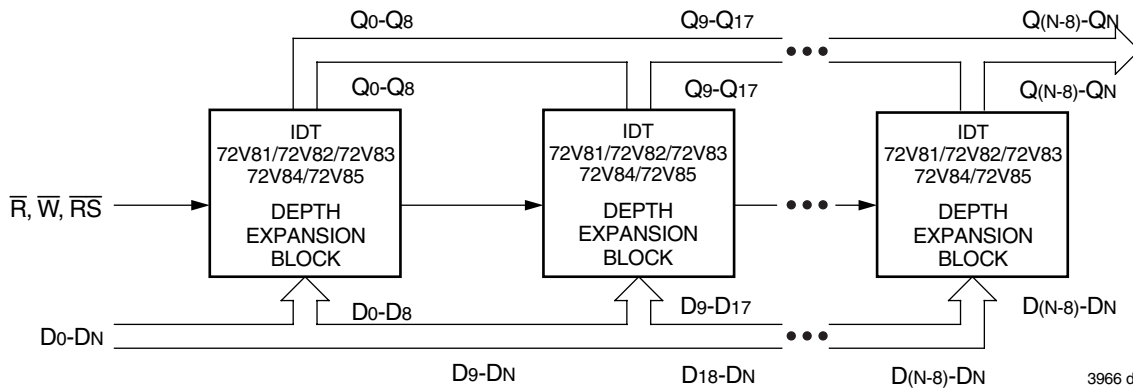 Q0-Q8 Q9-Q17 Q(N-8)-QN
Q0-Q8 Q9-Q17 Q(N-8)-QN
IDT
72V81/72V82/72V83
72V84/72V85
DEPTH
EXPANSION
BLOCK
IDT
72V81/72V82/72V83
72V84/72V85
DEPTH
EXPANSION
BLOCK
IDT
72V81/72V82/72V83
72V84/72V85
DEPTH
EXPANSION
BLOCK
R̅, W̅, R̅S̅
D0-D8 D9-D17 D(N-8)-DN
D0-DN
D9-DN D18-DN D(N-8)-DN
3966 d